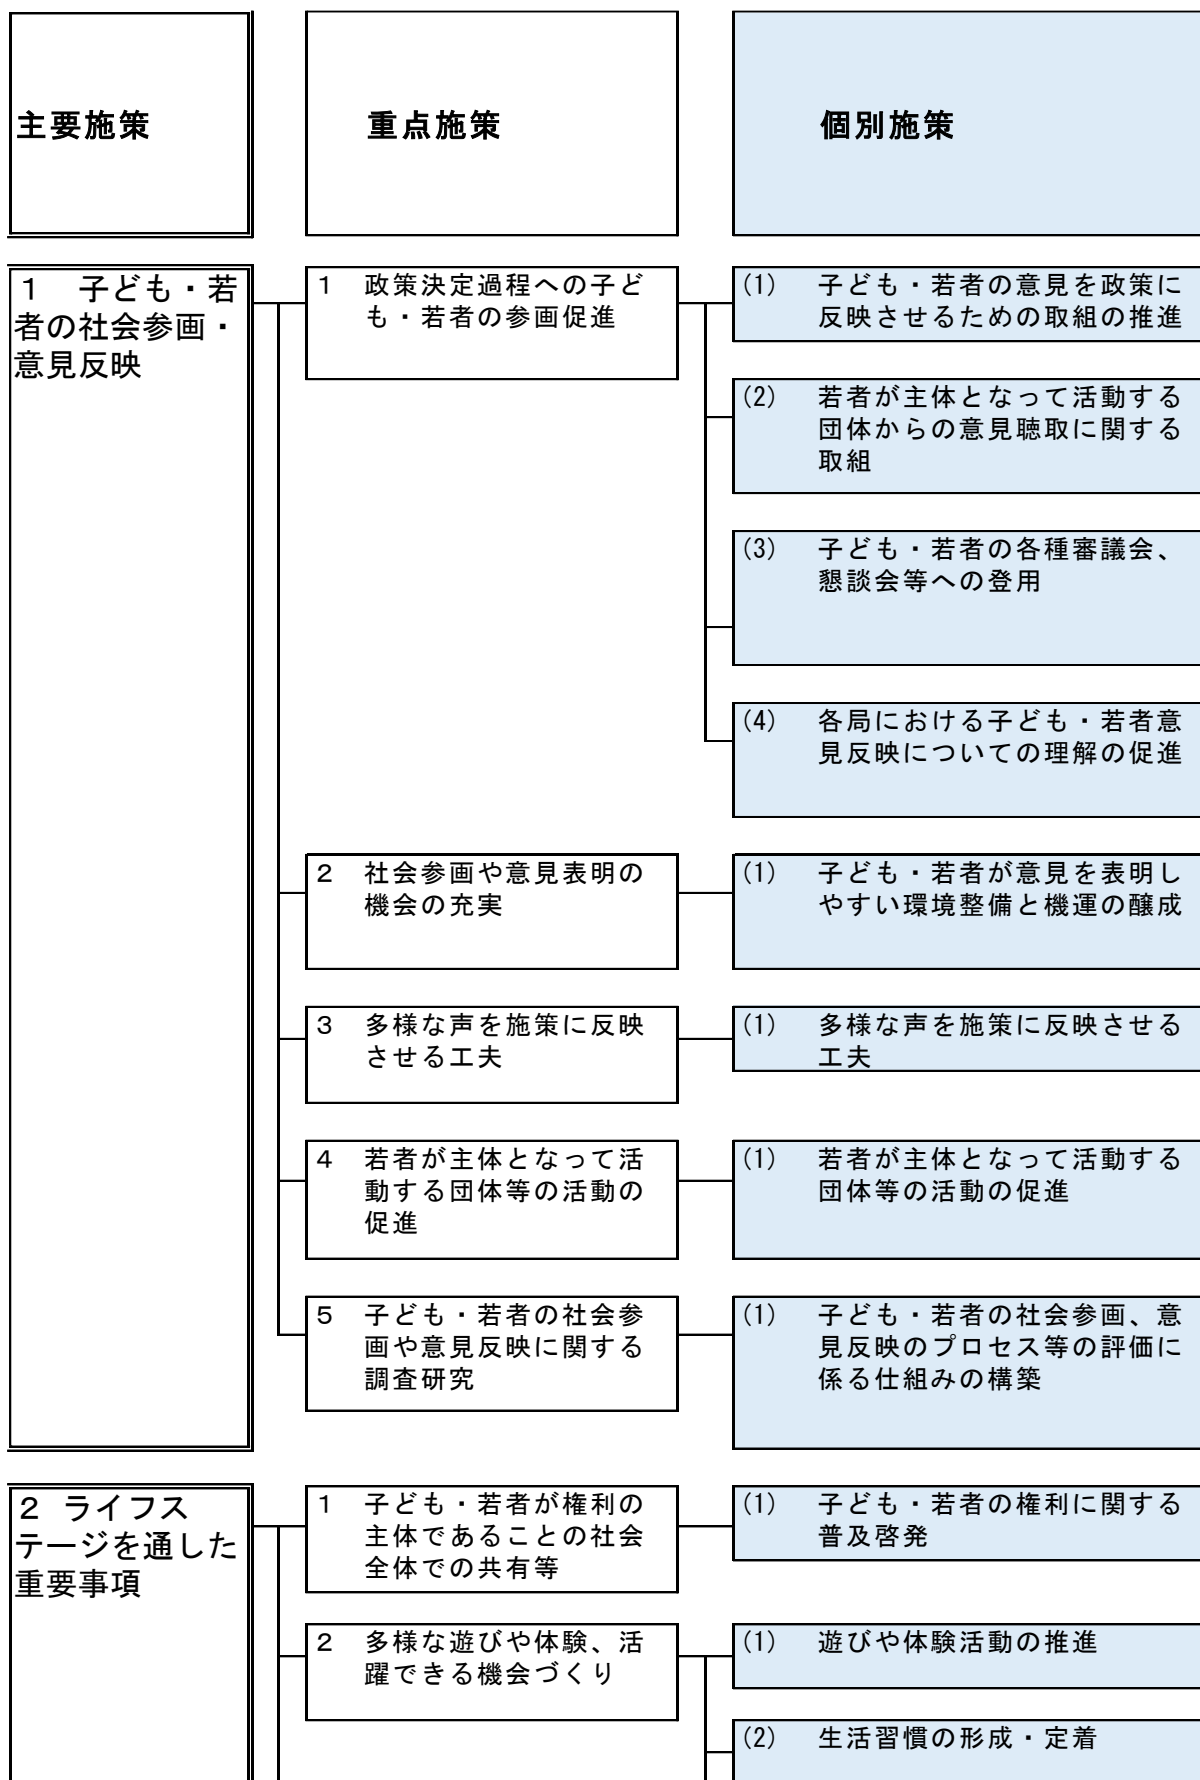 主要施策
重点施策
個別施策
１　子ども・若
者の社会参画・
意見反映
１　政策決定過程への子ど
も・若者の参画促進
(1)　子ども・若者の意見を政策に
反映させるための取組の推進
(2)　若者が主体となって活動する
団体からの意見聴取に関する
取組
(3)　子ども・若者の各種審議会、
懇談会等への登用
(4)　各局における子ども・若者意
見反映についての理解の促進
２　社会参画や意見表明の
機会の充実
(1)　子ども・若者が意見を表明し
やすい環境整備と機運の醸成
３　多様な声を施策に反映
させる工夫
(1)　多様な声を施策に反映させる
工夫
４　若者が主体となって活
動する団体等の活動の
促進
(1)　若者が主体となって活動する
団体等の活動の促進
５　子ども・若者の社会参
画や意見反映に関する
調査研究
(1)　子ども・若者の社会参画、意
見反映のプロセス等の評価に
係る仕組みの構築
２ ライフス
テージを通した
重要事項
１　子ども・若者が権利の
主体であることの社会
全体での共有等
(1)　子ども・若者の権利に関する
普及啓発
２　多様な遊びや体験、活
躍できる機会づくり
(1)　遊びや体験活動の推進
(2)　生活習慣の形成・定着